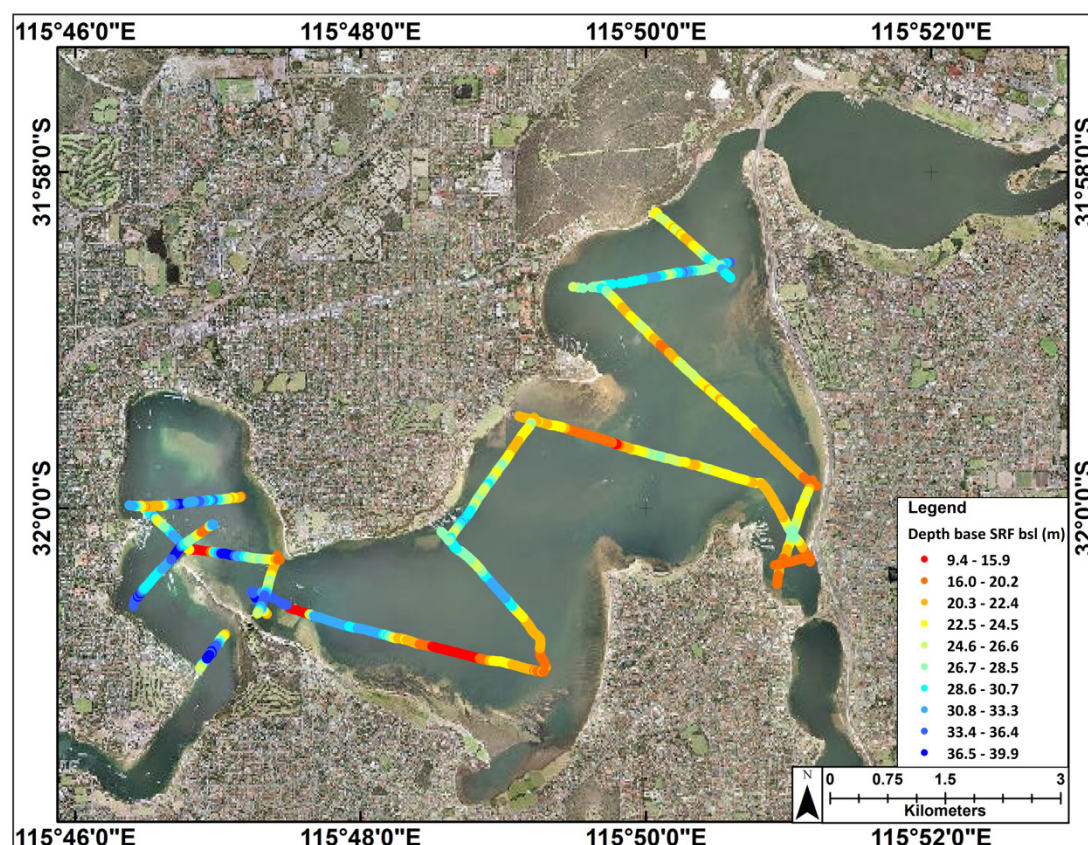 115°46'0"E 115°48'0"E 115°50'0"E 115°52'0"E
31°58'0"S
31°58'0"S
32°0'0"S
32°0'0"S
Legend
Depth base SRF bsl (m)
9.4 - 15.9
16.0 - 20.2
20.3 - 22.4
22.5 - 24.5
24.6 - 26.6
26.7 - 28.5
28.6 - 30.7
30.8 - 33.3
33.4 - 36.4
36.5 - 39.9
N
0 0.75 1.5 3
Kilometers
115°46'0"E 115°48'0"E 115°50'0"E 115°52'0"E